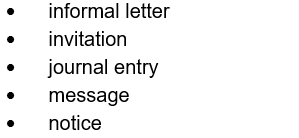 • informal letter
• invitation
• journal entry
• message
• notice